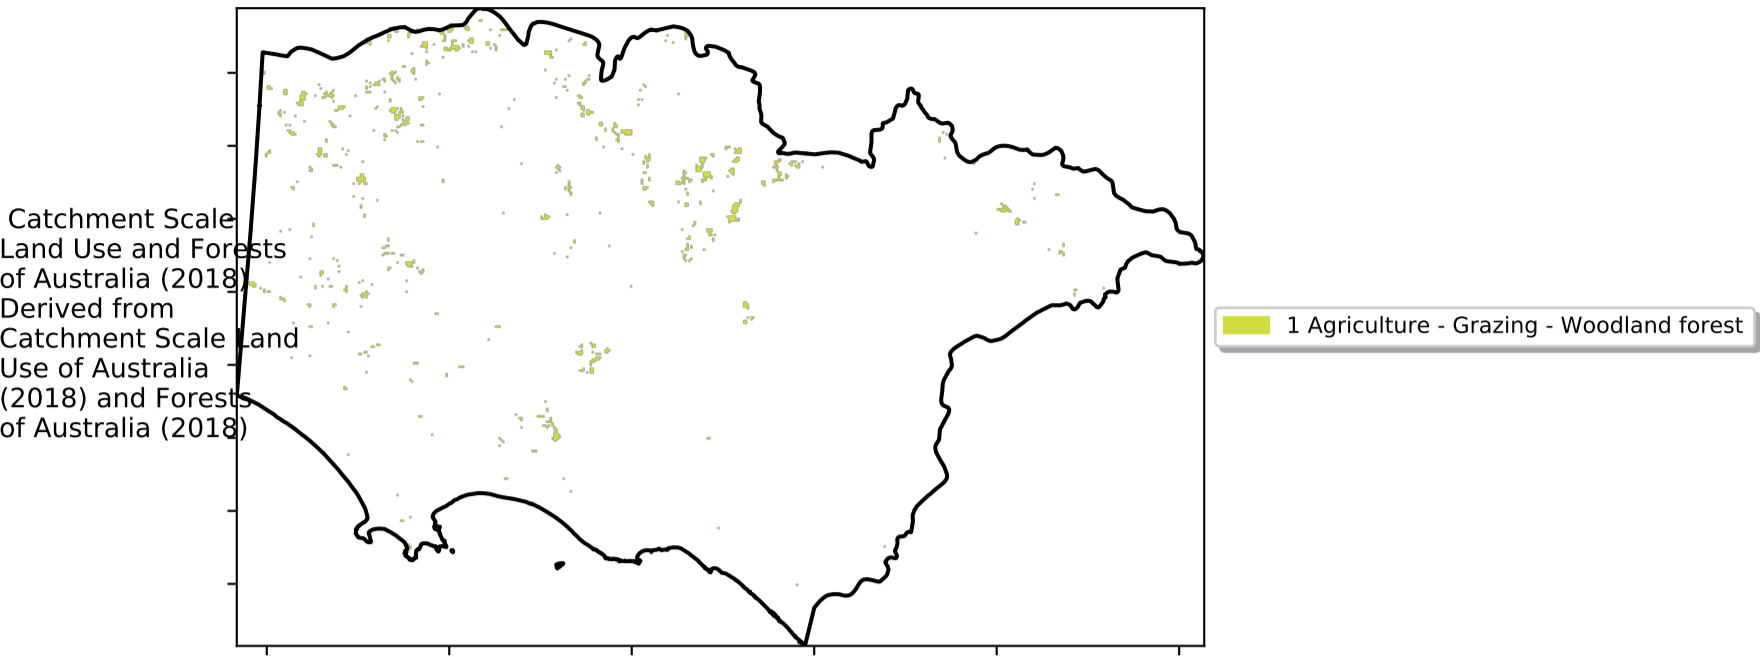 Catchment Scale
Land Use and Forests
of Australia (2018)
Derived from
Catchment Scale Land
Use of Australia
(2018) and Forests
of Australia (2018)
1 Agriculture - Grazing - Woodland forest